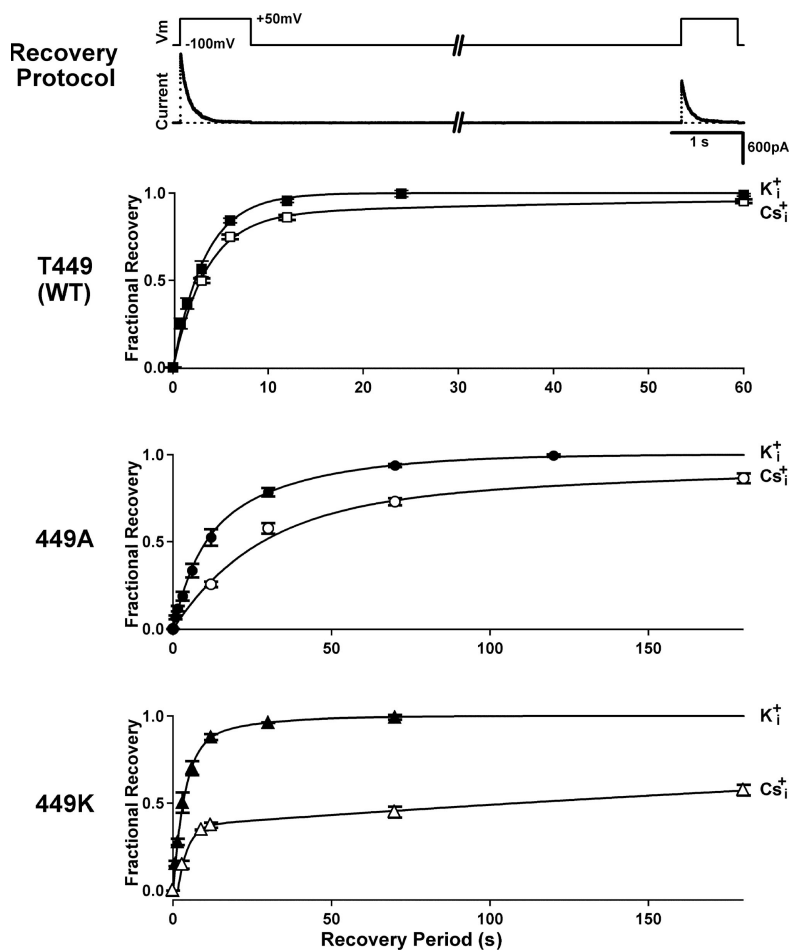 Recovery
Protocol
Vm
+50mV
-100mV
Current
1 s
600pA
T449
(WT)
Fractional Recovery
1.0
0.5
0.0
0 10 20 30 40 50 60
K+i
Cs+i
449A
Fractional Recovery
1.0
0.5
0.0
0 50 100 150
K+i
Cs+i
449K
Fractional Recovery
1.0
0.5
0.0
0 50 100 150
K+i
Cs+i
Recovery Period (s)